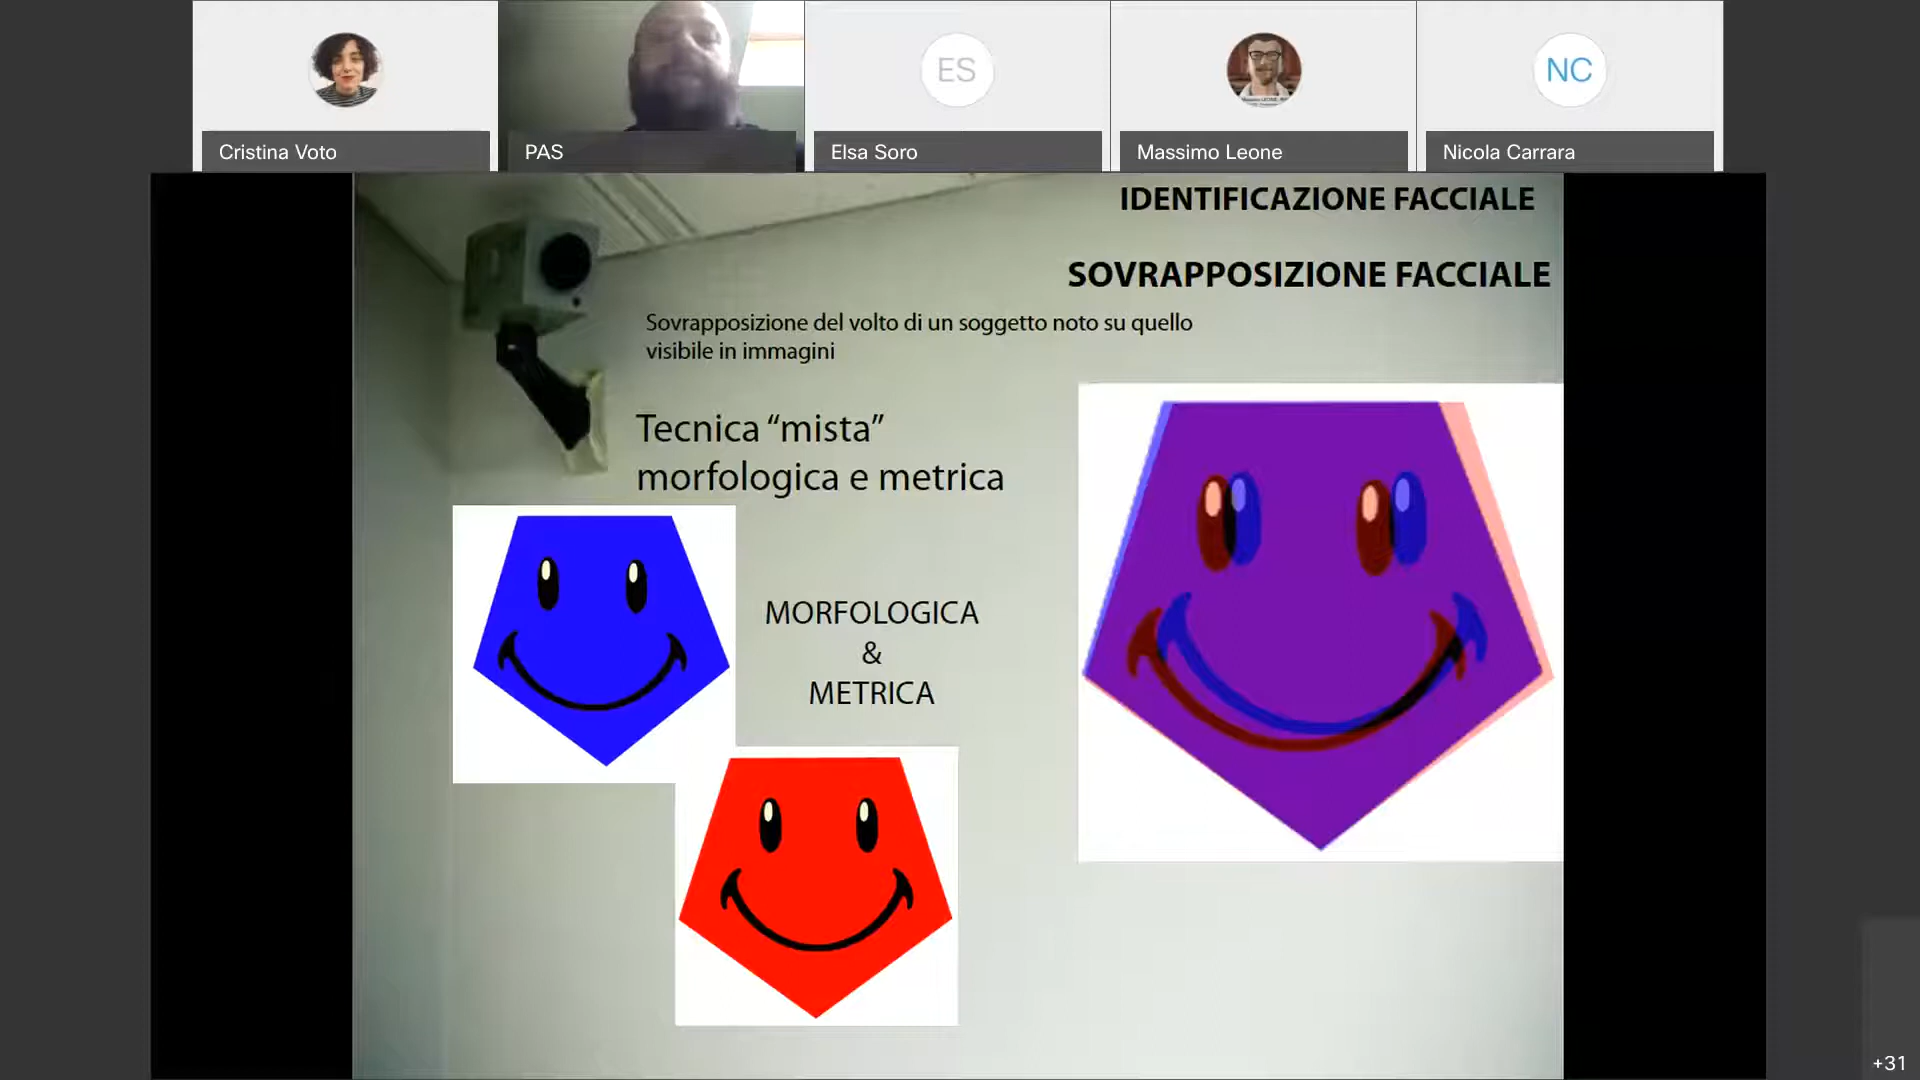 ES
NC
Cristina Voto
PAS
Elsa Soro
Massimo Leone
Nicola Carrara
IDENTIFICAZIONE FACCIALE
SOVRAPPOSIZIONE FACCIALE
Sovrapposizione del volto di un soggetto noto su quello
visibile in immagini
Tecnica “mista”
morfologica e metrica
MORFOLOGICA
&
METRICA
+31